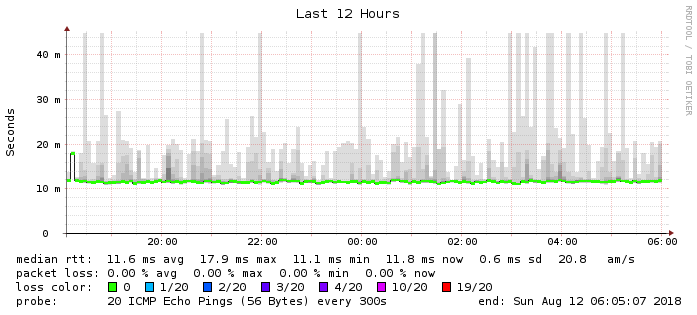 Last 12 Hours
RRDTOOL / TOBI OETIKER
Seconds
40 m
30 m
20 m
10 m
0
20:00 22:00 00:00 02:00 04:00 06:00
median rtt: 11.6 ms avg 17.9 ms max 11.1 ms min 11.8 ms now 0.6 ms sd 20.8 am/s
packet loss: 0.00 % avg 0.00 % max 0.00 % min 0.00 % now
loss color: 0 1/20 2/20 3/20 4/20 10/20 19/20
probe: 20 ICMP Echo Pings (56 Bytes) every 300s end: Sun Aug 12 06:05:07 2018